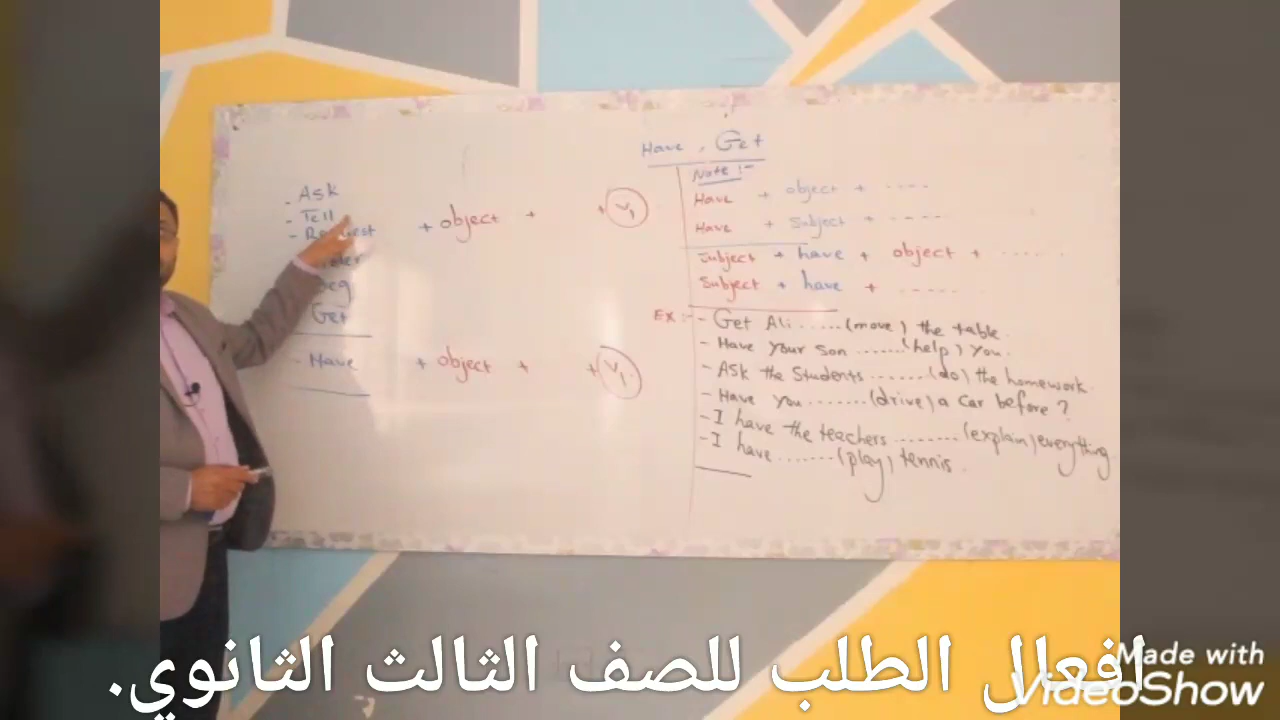 Have , Get
- Ask
- Tell
- Request + object + + V1
Get
- Have + object + + V1
Note :-
Have + object + ....
Have + subject
subject + have + object + ......
subject + have + .....
Ex :- - Get Ali ...... (move) the table.
- Have your son ....... (help) you.
- Ask the Students ....... (do) the homework.
- Have you ....... (drive) a car before ?
- I have the teachers ........ (explain) everything
- I have ....... (play) tennis .
افعال الطلب للصف الثالث الثانوي.
Made with
VideoShow